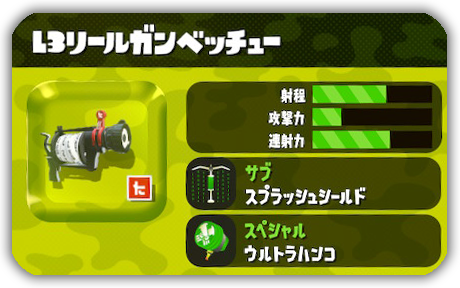 L3リールガンベッチュー
射程
攻撃力
連射力
た
サブ
スプラッシュシールド
スペシャル
ウルトラハンコ